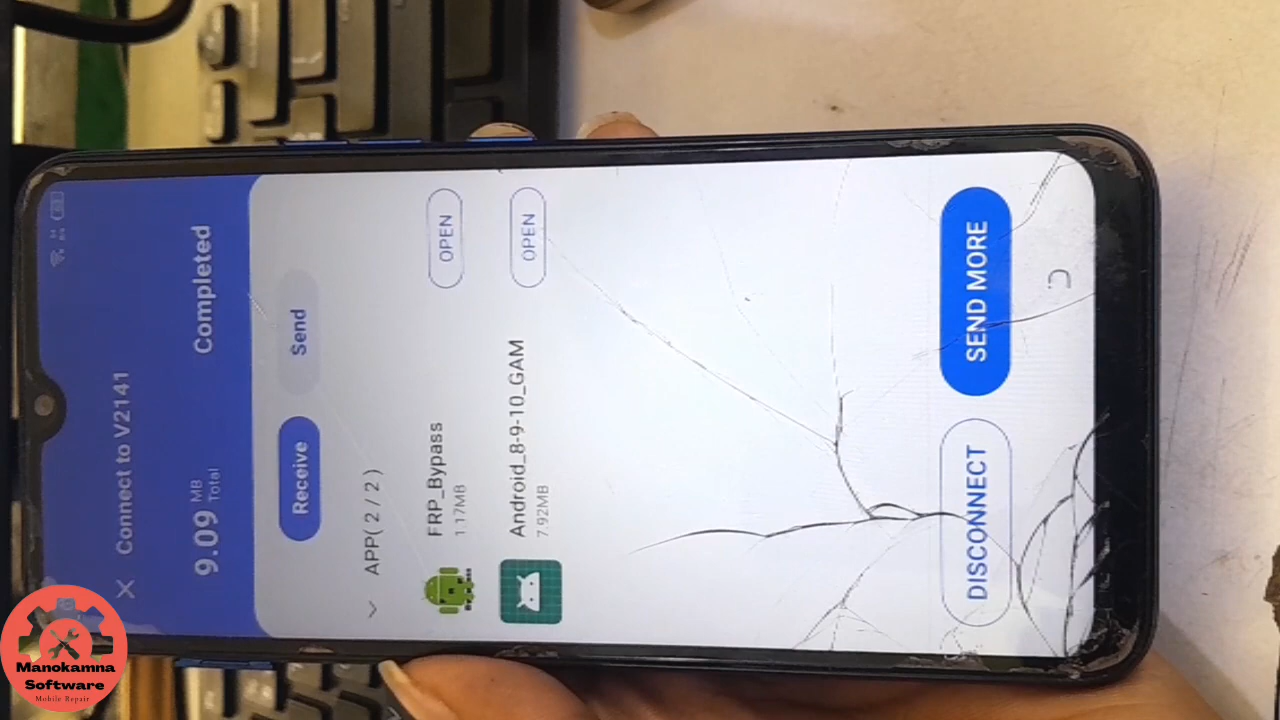 Connect to V2141
9.09 MB
Total
Completed
Receive
Send
APP( 2 / 2 )
FRP_Bypass
1.17MB
OPEN
Android_8-9-10_GAM
7.92MB
OPEN
DISCONNECT
SEND MORE
Manokamna
Software
Mobile Repair